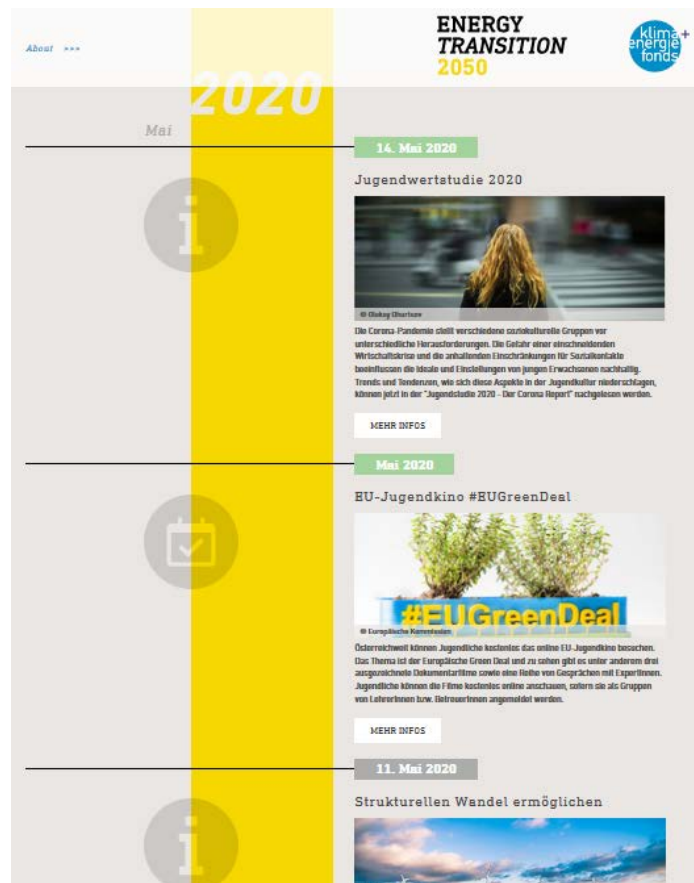 About >>>
ENERGY
TRANSITION
2050
klima+
energie
fonds
2020
Mai
14. Mai 2020
Jugendwertstudie 2020
Die Corona-Pandemie stellt verschiedene soziokulturelle Gruppen vor
unterschiedliche Herausforderungen. Die Gefahr einer einschneidenden
Wirtschaftskrise und die anhaltenden Einschränkungen für Sozialkontakte
beeinflussen die Ideale und Einstellungen von jungen Erwachsenen nachhaltig.
Trends und Tendenzen, wie sich diese Aspekte in der Jugendkultur niederschlagen,
können jetzt in der "Jugendstudie 2020 - Der Corona Report" nachgelesen werden.
MEHR INFOS
Mai 2020
EU-Jugendkino #EUGreenDeal
#EUGreenDeal
© Europäische Kommission
Österreichweit können Jugendliche kostenlos das online EU-Jugendkino besuchen.
Das Thema ist der Europäische Green Deal und zu sehen gibt es unter anderem drei
ausgezeichnete Dokumentarfilme sowie eine Reihe von Gesprächen mit ExpertInnen.
Jugendliche können die Filme kostenlos online anschauen, sofern sie als Gruppen
von LehrerInnen bzw. BetreuerInnen angemeldet werden.
MEHR INFOS
11. Mai 2020
Strukturellen Wandel ermöglichen